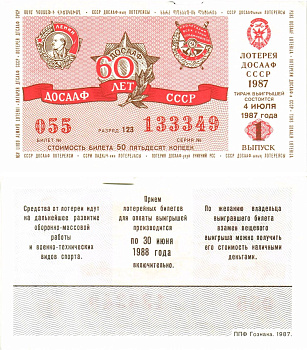 ЛОТЕРЕЯ
ДОСААФ
СССР
1987
ТИРАЖ ВЫИГРЫШЕЙ
СОСТОИТСЯ
4 ИЮЛЯ
1987 года
1
ВЫПУСК
ДОСААФ
60
ЛЕТ
ДОСААФ
СССР
055
РАЗРЯД 123
133349
БИЛЕТ №
СЕРИЯ №
СТОИМОСТЬ БИЛЕТА 50 ПЯТЬДЕСЯТ КОПЕЕК
Средства от лотереи идут
на дальнейшее развитие
оборонно-массовой
работы
и военно-технических
видов спорта.
Прием
лотерейных билетов
для оплаты выигрышей
производится
по 30 июня
1988 года
включительно.
По желанию владельца
выигравшего билета
взамен вещевого
выигрыша можно получить
его стоимость наличными
деньгами.
ППФ Гознака. 1987.